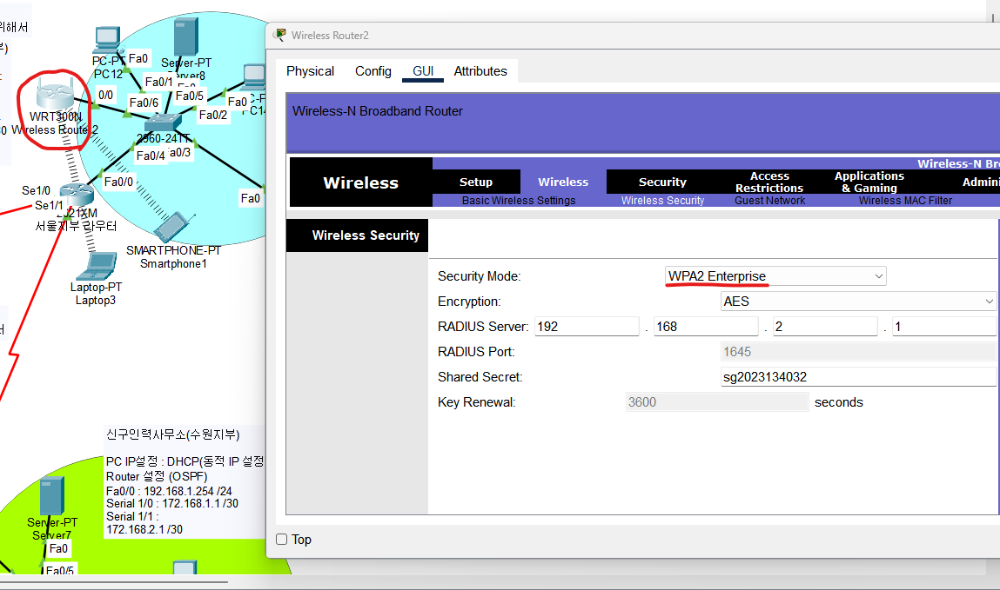 위해서
Wireless Router2
Physical Config GUI Attributes
Wireless-N Broadband Router
Wireless-N Bro
Wireless
Setup Wireless Security Access Restrictions Applications & Gaming Admini
Basic Wireless Settings Wireless Security Guest Network Wireless MAC Filter
Wireless Security
Security Mode: WPA2 Enterprise
Encryption: AES
RADIUS Server: 192 . 168 . 2 . 1
RADIUS Port: 1645
Shared Secret: sg2023134032
Key Renewal: 3600 seconds
Top
PC-PT
PC12
Fa0
Server-PT
Server8
Fa0/1
0/0
Fa0/6
Fa0/5
Fa0/2
Fa0
PC14
WRT300N
Wireless Router2
2960-24TT
Fa0/4
Fa0/3
Fa0/0
Fa0
Se1/0
Se1/1
2621XM
서울지부 라우터
SMARTPHONE-PT
Smartphone1
Laptop-PT
Laptop3
신구인력사무소(수원지부)
PC IP설정 : DHCP(동적 IP 설정
Router 설정 (OSPF)
Fa0/0 : 192.168.1.254 /24
Serial 1/0 : 172.168.1.1 /30
Serial 1/1 :
172.168.2.1 /30
Server-PT
Server7
Fa0
Fa0/5